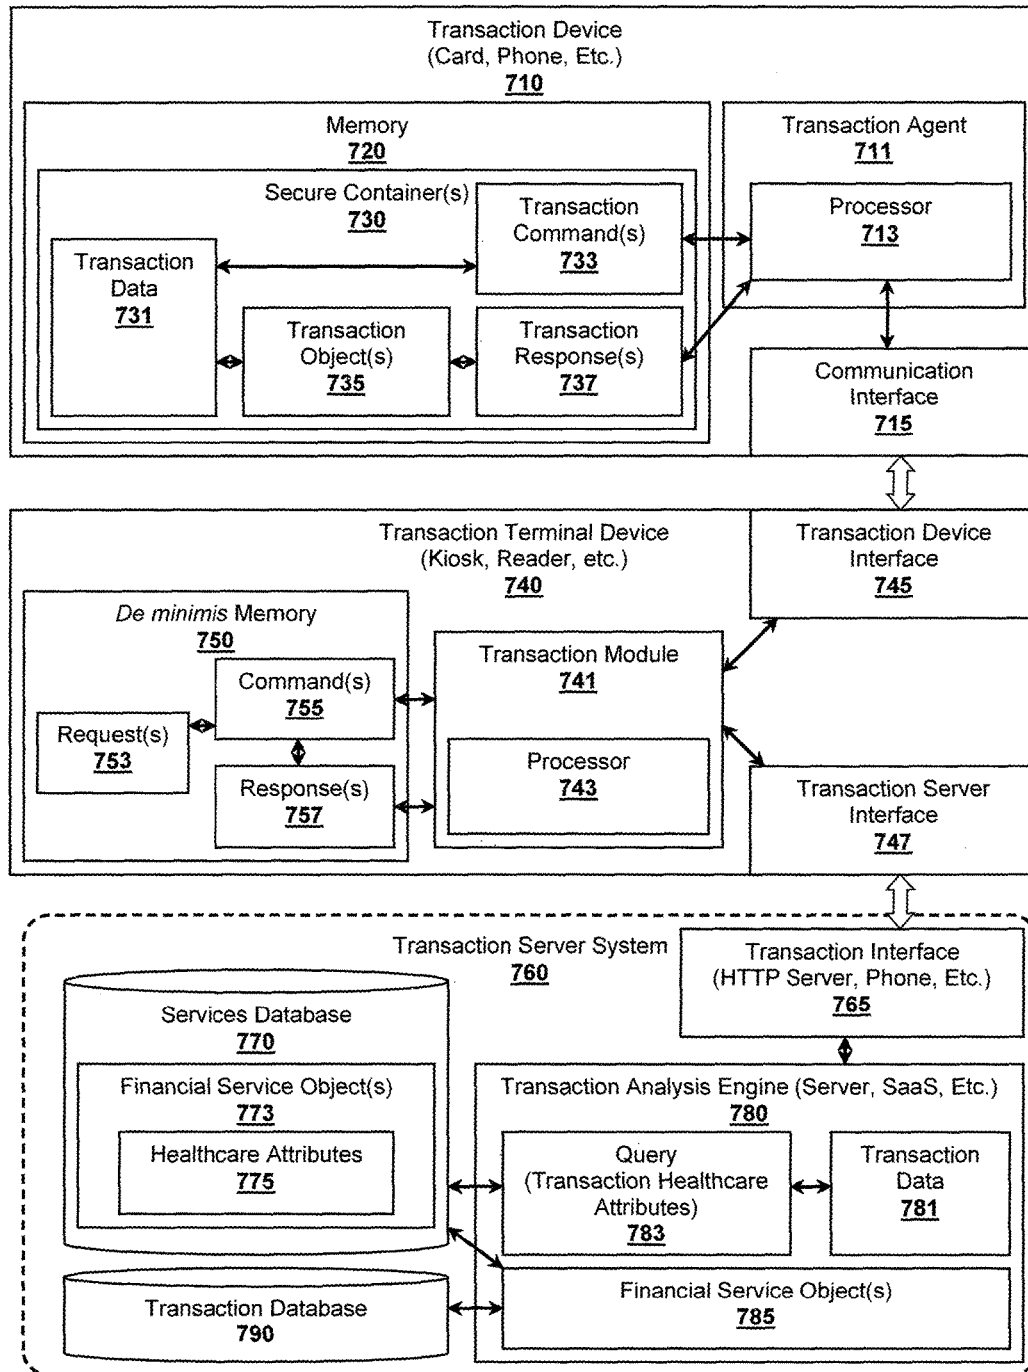 Transaction Device
(Card, Phone, Etc.)
710
Memory
720
Secure Container(s)
730
Transaction
Data
731
Transaction
Command(s)
733
Transaction
Object(s)
735
Transaction
Response(s)
737
Transaction Agent
711
Processor
713
Communication
Interface
715
Transaction Terminal Device
(Kiosk, Reader, etc.)
740
Transaction Device
Interface
745
De minimis Memory
750
Command(s)
755
Request(s)
753
Response(s)
757
Transaction Module
741
Processor
743
Transaction Server
Interface
747
Transaction Server System
760
Transaction Interface
(HTTP Server, Phone, Etc.)
765
Services Database
770
Financial Service Object(s)
773
Healthcare Attributes
775
Transaction Analysis Engine (Server, SaaS, Etc.)
780
Query
(Transaction Healthcare
Attributes)
783
Transaction
Data
781
Financial Service Object(s)
785
Transaction Database
790